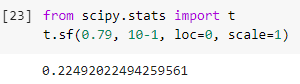 [23] from scipy.stats import t
t.sf(0.79, 10-1, loc=0, scale=1)
0.22492022494259561